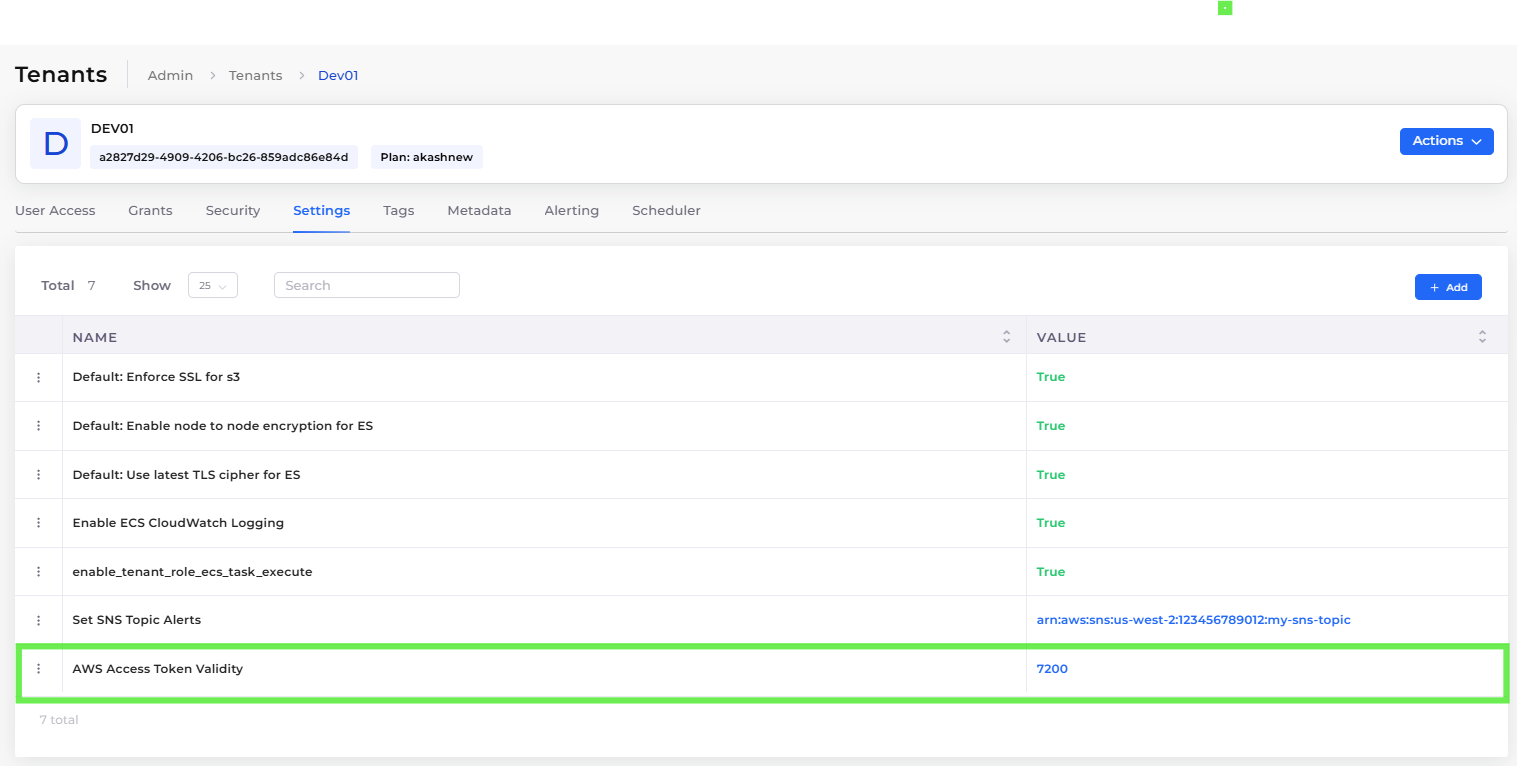 Tenants Admin Tenants Dev01
D
DEV01
a2827d29-4909-4206-bc26-859adc86e84d Plan: akashnew
Actions
User Access Grants Security Settings Tags Metadata Alerting Scheduler
Total 7 Show 25 Search
+ Add
NAME VALUE
Default: Enforce SSL for s3 True
Default: Enable node to node encryption for ES True
Default: Use latest TLS cipher for ES True
Enable ECS CloudWatch Logging True
enable_tenant_role_ecs_task_execute True
Set SNS Topic Alerts arn:aws:sns:us-west-2:123456789012:my-sns-topic
AWS Access Token Validity 7200
7 total